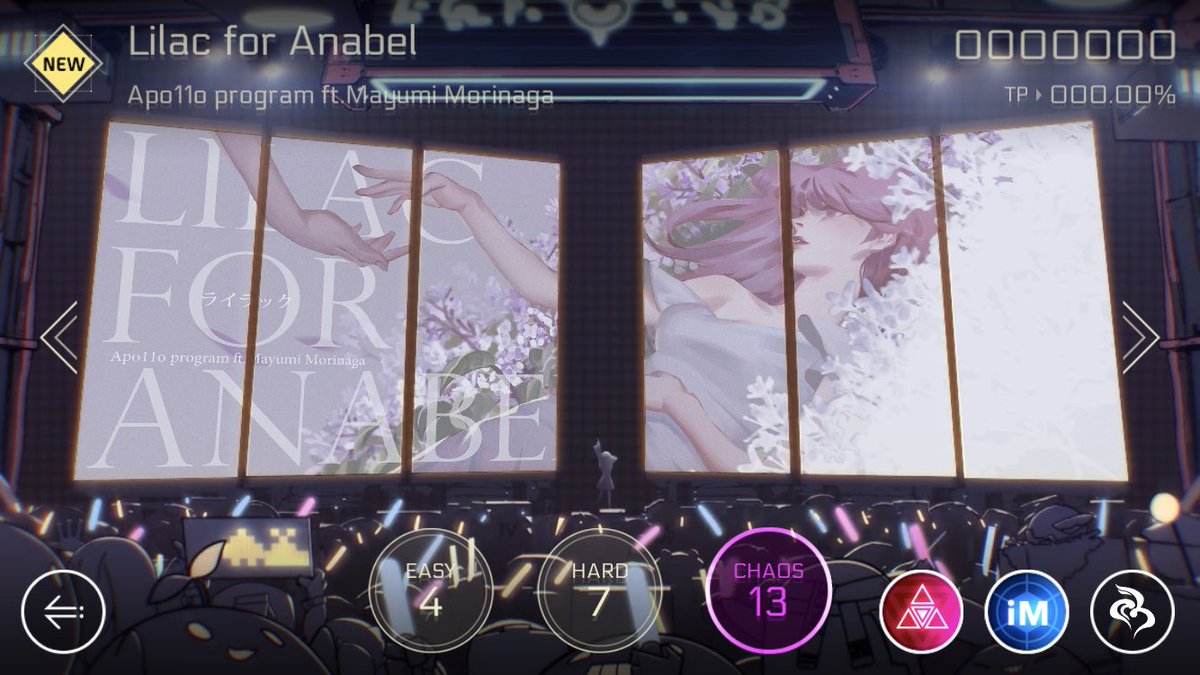 NEW
Lilac for Anabel
Apo11o program ft.Mayumi Morinaga
0000000
TP 000.00%
LILAC
FOR
ライラック
Apo11o program ft. Mayumi Morinaga
ANABE
EASY
4
HARD
7
CHAOS
13
iM